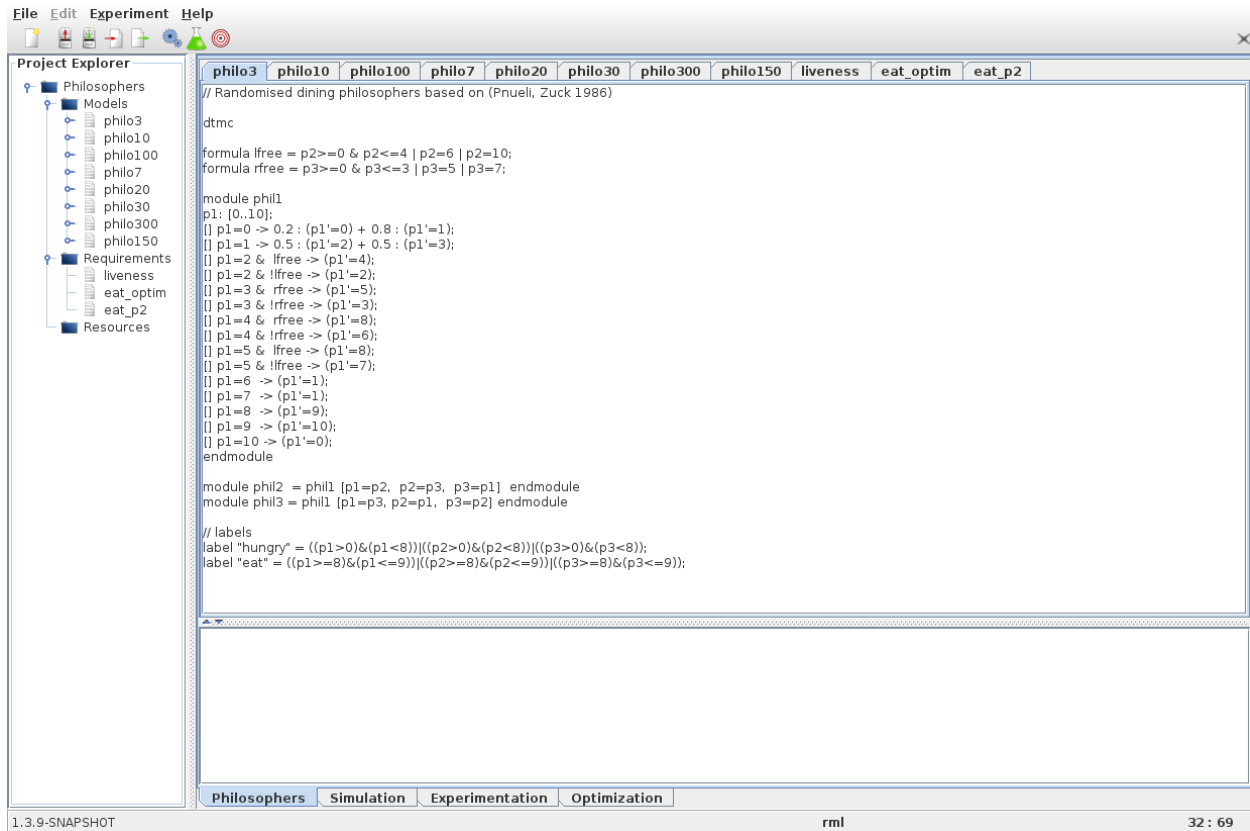 File Edit Experiment Help
Project Explorer
Philosophers
Models
philo3
philo10
philo100
philo7
philo20
philo30
philo300
philo150
Requirements
liveness
eat_optim
eat_p2
Resources
philo3 philo10 philo100 philo7 philo20 philo30 philo300 philo150 liveness eat_optim eat_p2
// Randomised dining philosophers based on (Pnueli, Zuck 1986)
dtmc
formula lfree = p2>=0 & p2<=4 | p2=6 | p2=10;
formula rfree = p3>=0 & p3<=3 | p3=5 | p3=7;
module phil1
p1: [0..10];
[] p1=0 -> 0.2 : (p1'=0) + 0.8 : (p1'=1);
[] p1=1 -> 0.5 : (p1'=2) + 0.5 : (p1'=3);
[] p1=2 &  lfree -> (p1'=4);
[] p1=2 & !lfree -> (p1'=2);
[] p1=3 &  rfree -> (p1'=5);
[] p1=3 & !rfree -> (p1'=3);
[] p1=4 &  rfree -> (p1'=8);
[] p1=4 & !rfree -> (p1'=6);
[] p1=5 &  lfree -> (p1'=8);
[] p1=5 & !lfree -> (p1'=7);
[] p1=6  -> (p1'=1);
[] p1=7  -> (p1'=1);
[] p1=8  -> (p1'=9);
[] p1=9  -> (p1'=10);
[] p1=10 -> (p1'=0);
endmodule
module phil2  = phil1 [p1=p2,  p2=p3,  p3=p1]  endmodule
module phil3 = phil1 [p1=p3, p2=p1,  p3=p2] endmodule
// labels
label "hungry" = ((p1>0)&(p1<8))|((p2>0)&(p2<8))|((p3>0)&(p3<8));
label "eat" = ((p1>=8)&(p1<=9))|((p2>=8)&(p2<=9))|((p3>=8)&(p3<=9));
Philosophers Simulation Experimentation Optimization
1.3.9-SNAPSHOT rml 32 : 69